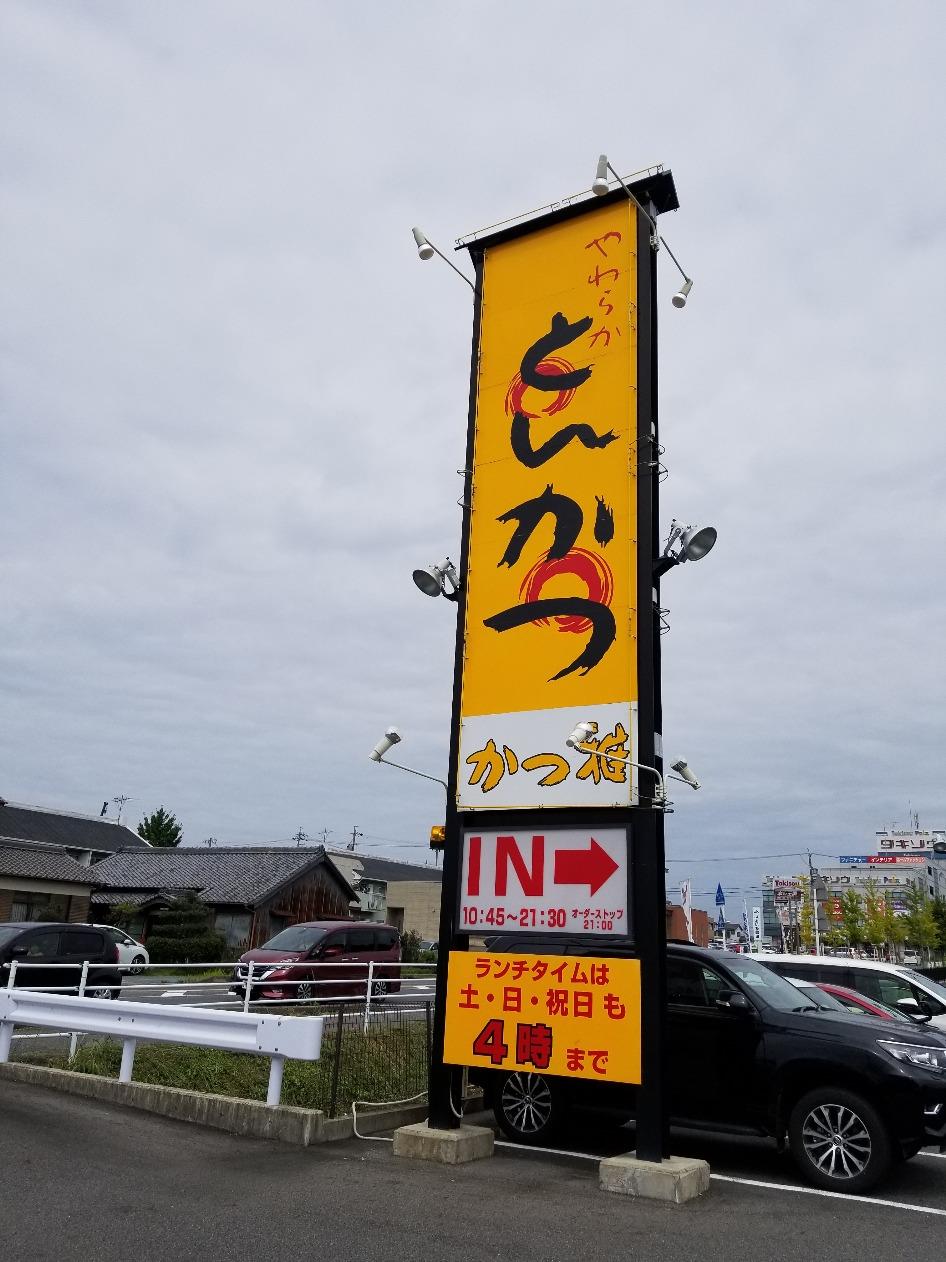 やわらか
とんかつ
かつ雅
IN→
10:45～21:30 オーダーストップ
21:00
ランチタイムは
土・日・祝日も
4時まで
Tokisou
タキソウ